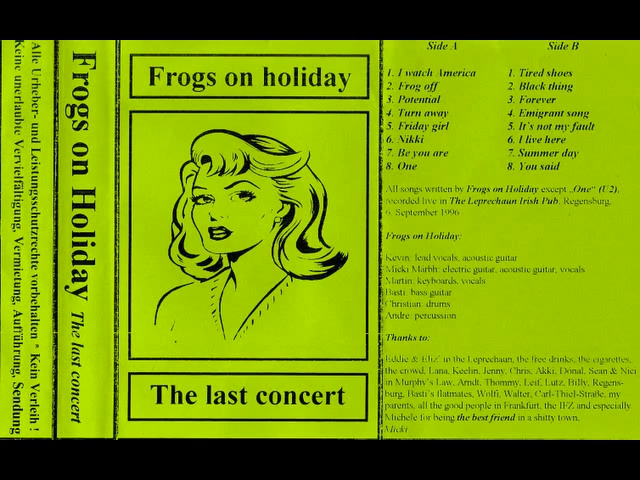 Alle Urheber- und Leistungsschutzrechte vorbehalten * Kein Verleih !
Keine unerlaubte Vervielfältigung, Vermietung, Aufführung, Sendung
Frogs on Holiday The last concert
Frogs on holiday
The last concert
Side A
1. I watch America
2. Frog off
3. Potential
4. Turn away
5. Friday girl
6. Nikki
7. Be you are
8. One
Side B
1. Tired shoes
2. Black thing
3. Forever
4. Emigrant song
5. It's not my fault
6. I live here
7. Summer day
8. You said
All songs written by Frogs on Holiday except „One“ (U2),
recorded live in The Leprechaun Irish Pub, Regensburg,
6. September 1996
Frogs on Holiday:
Kevin: lead vocals, acoustic guitar
Micki Marbh: electric guitar, acoustic guitar, vocals
Martin: keyboards, vocals
Basti: bass guitar
Christian: drums
Andre: percussion
Thanks to:
Eddie & Eliz' in the Leprechaun, the free drinks, the cigarettes,
the crowd, Lana, Keelin, Jenny, Chris, Akki, Dónal, Sean & Nici
in Murphy's Law, Arndt, Thommy, Leif, Lutz, Billy, Regens-
burg, Basti's flatmates, Wolfi, Walter, Carl-Thiel-Straße, my
parents, all the good people in Frankfurt, the IFZ and especially
Michele for being the best friend in a shitty town.
Micki